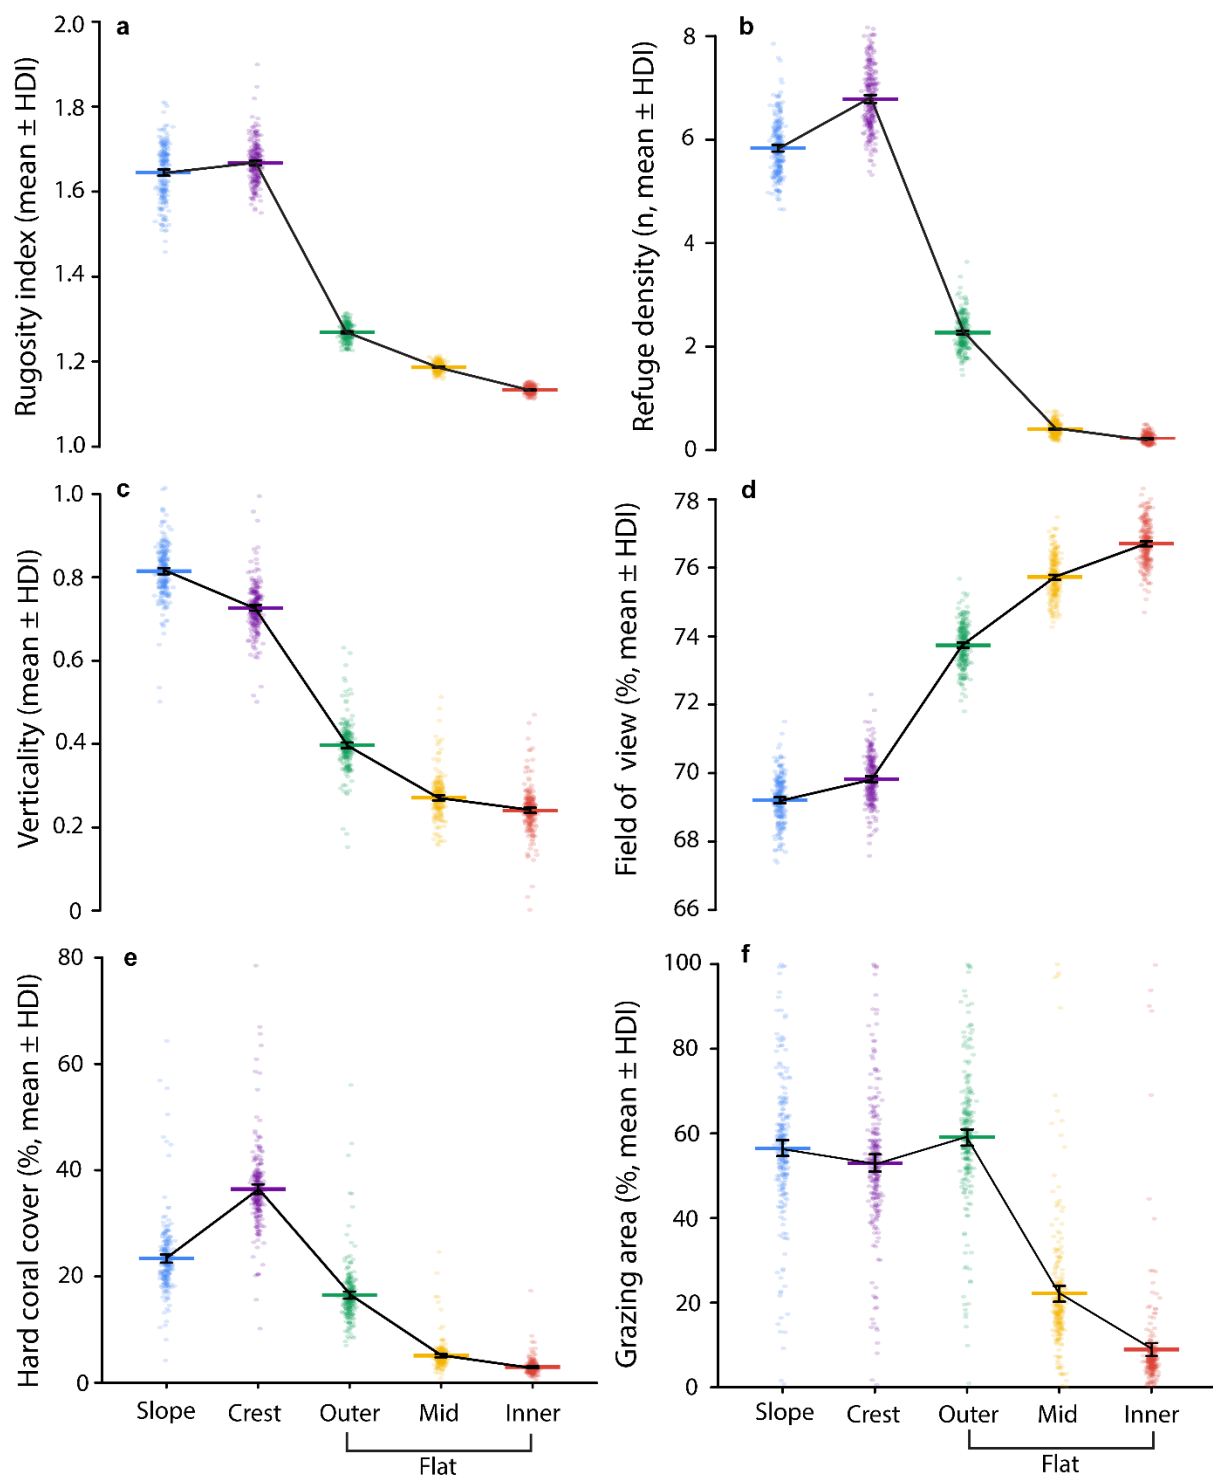 a
Rugosity index (mean ± HDI)
2.0
1.8
1.6
1.4
1.2
1.0
b
Refuge density (n, mean ± HDI)
8
6
4
2
0
c
Verticality (mean ± HDI)
1.0
0.8
0.6
0.4
0.2
0
d
Field of view (%, mean ± HDI)
78
76
74
72
70
68
66
e
Hard coral cover (%, mean ± HDI)
80
60
40
20
0
Slope Crest Outer Mid Inner
Flat
f
Grazing area (%, mean ± HDI)
100
80
60
40
20
0
Slope Crest Outer Mid Inner
Flat